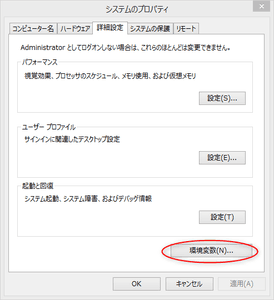 システムのプロパティ
コンピューター名 ハードウェア 詳細設定 システムの保護 リモート
Administrator としてログオンしない場合は、これらのほとんどは変更できません。
パフォーマンス
視覚効果、プロセッサのスケジュール、メモリ使用、および仮想メモリ
設定(S)...
ユーザー プロファイル
サインインに関連したデスクトップ設定
設定(E)...
起動と回復
システム起動、システム障害、およびデバッグ情報
設定(T)
環境変数(N)...
OK キャンセル 適用(A)